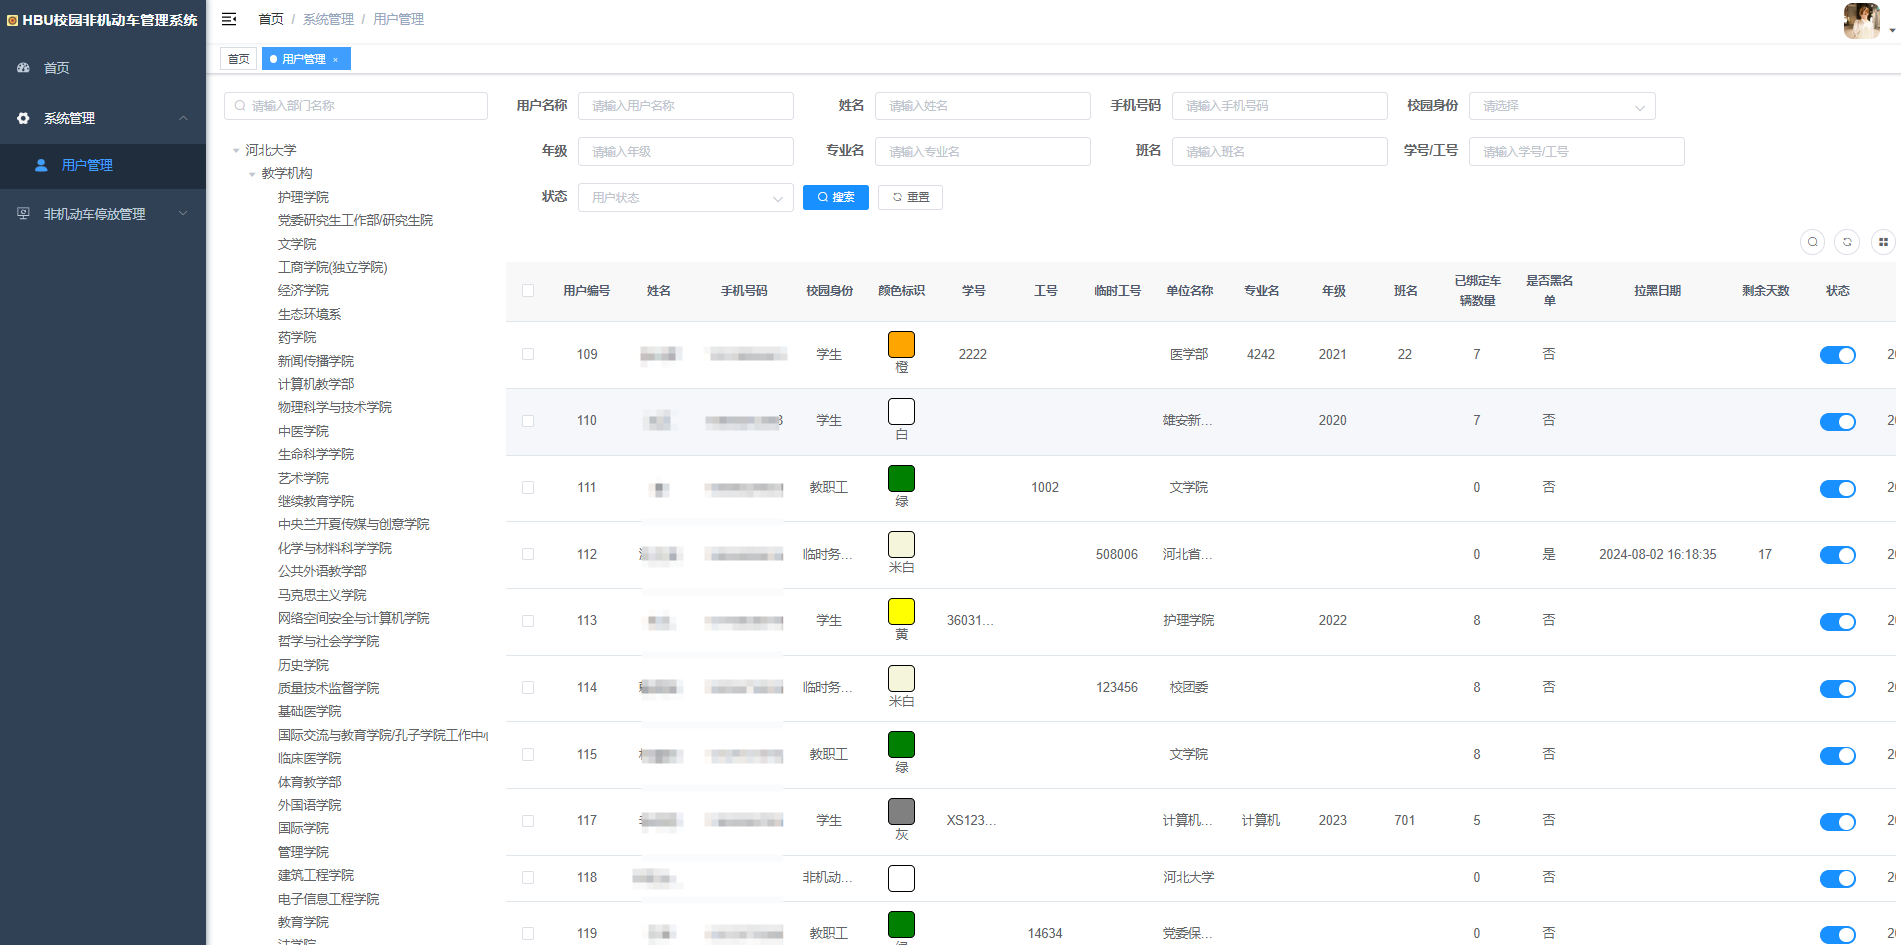 HBU校园非机动车管理系统
首页
系统管理
用户管理
非机动车停放管理
首页 / 系统管理 / 用户管理
首页
用户管理 ×
请输入部门名称
河北大学
教学机构
护理学院
党委研究生工作部/研究生院
文学院
工商学院(独立学院)
经济学院
生态环境系
药学院
新闻传播学院
计算机教学部
物理科学与技术学院
中医学院
生命科学学院
艺术学院
继续教育学院
中央兰开夏传媒与创意学院
化学与材料科学学院
公共外语教学部
马克思主义学院
网络空间安全与计算机学院
哲学与社会学学院
历史学院
质量技术监督学院
基础医学院
国际交流与教育学院/孔子学院工作中心
临床医学院
体育教学部
外国语学院
国际学院
管理学院
建筑工程学院
电子信息工程学院
教育学院
法学院
用户名称 请输入用户名称 姓名 请输入姓名 手机号码 请输入手机号码 校园身份 请选择
年级 请输入年级 专业名 请输入专业名 班名 请输入班名 学号/工号 请输入学号/工号
状态 用户状态 搜索 重置
用户编号 姓名 手机号码 校园身份 颜色标识 学号 工号 临时工号 单位名称 专业名 年级 班名 已绑定车辆数量 是否黑名单 拉黑日期 剩余天数 状态
109 学生 橙 2222 医学部 4242 2021 22 7 否 20
110 3 学生 白 雄安新... 2020 7 否 20
111 教职工 绿 1002 文学院 0 否 20
112 临时务... 米白 508006 河北省... 0 是 2024-08-02 16:18:35 17 20
113 学生 黄 36031... 护理学院 2022 8 否 20
114 临时务... 米白 123456 校团委 8 否 20
115 教职工 绿 文学院 8 否 20
117 学生 灰 XS123... 计算机... 计算机 2023 701 5 否 20
118 非机动... 河北大学 0 否 20
119 教职工 绿 14634 党委保... 0 否 20